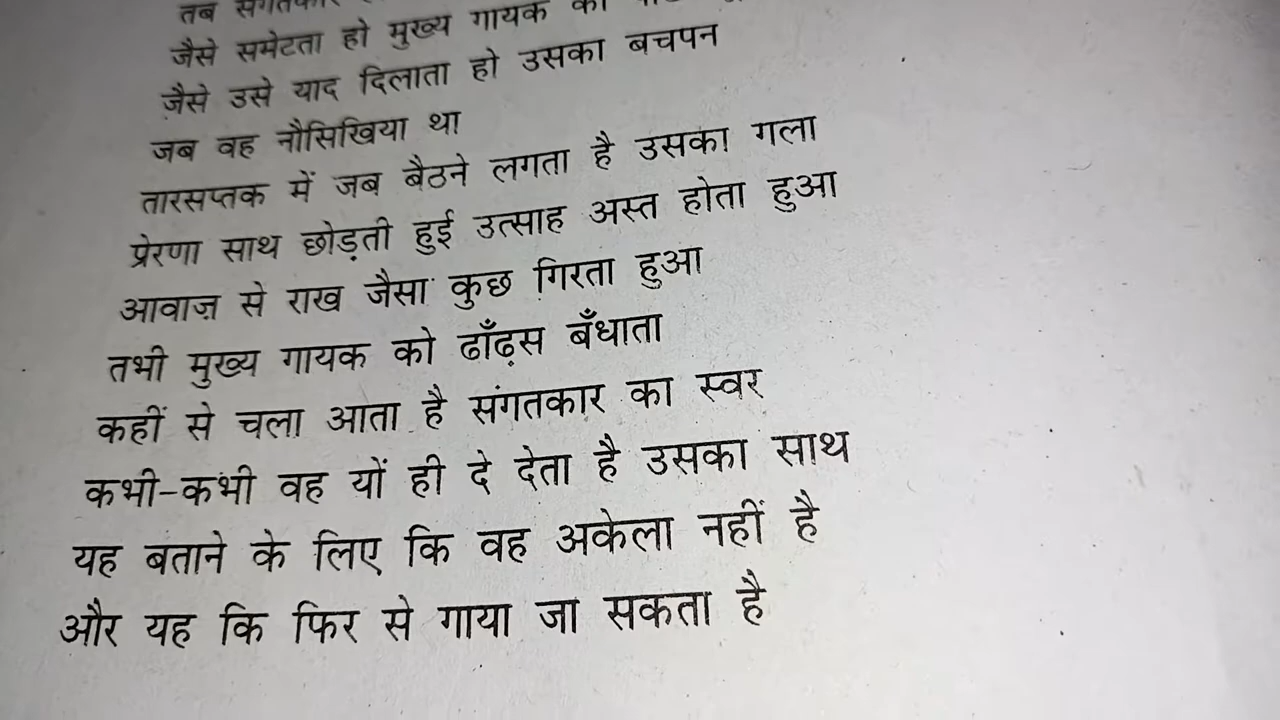 तब संगतकार
जैसे समेटता हो मुख्य गायक का
जैसे उसे याद दिलाता हो उसका बचपन
जब वह नौसिखिया था
तारसप्तक में जब बैठने लगता है उसका गला
प्रेरणा साथ छोड़ती हुई उत्साह अस्त होता हुआ
आवाज़ से राख जैसा कुछ गिरता हुआ
तभी मुख्य गायक को ढाँढ़स बँधाता
कहीं से चला आता है संगतकार का स्वर
कभी-कभी वह यों ही दे देता है उसका साथ
यह बताने के लिए कि वह अकेला नहीं है
और यह कि फिर से गाया जा सकता है